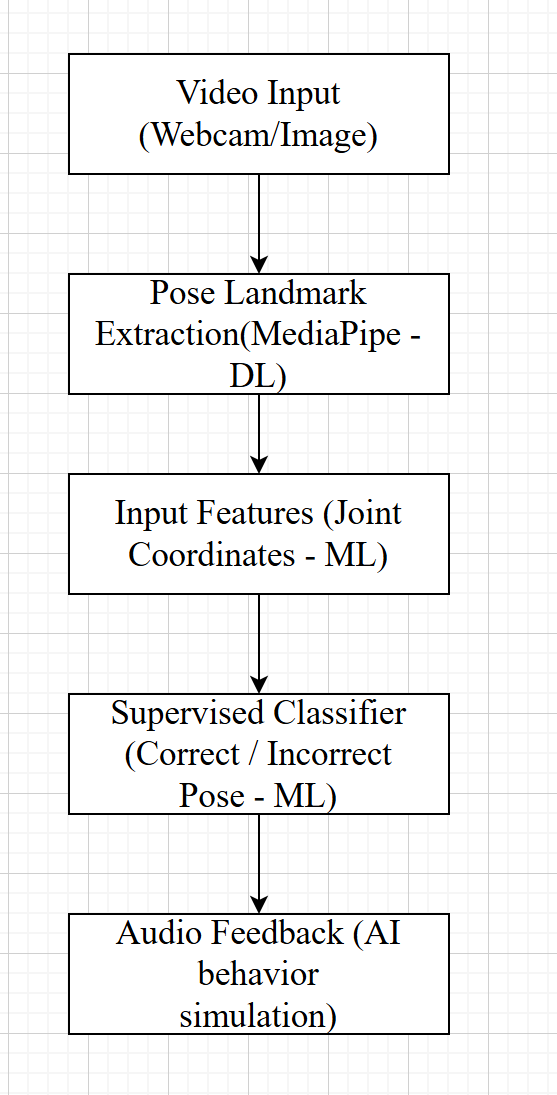 Video Input
(Webcam/Image)
Pose Landmark
Extraction(MediaPipe -
DL)
Input Features (Joint
Coordinates - ML)
Supervised Classifier
(Correct / Incorrect
Pose - ML)
Audio Feedback (AI
behavior
simulation)